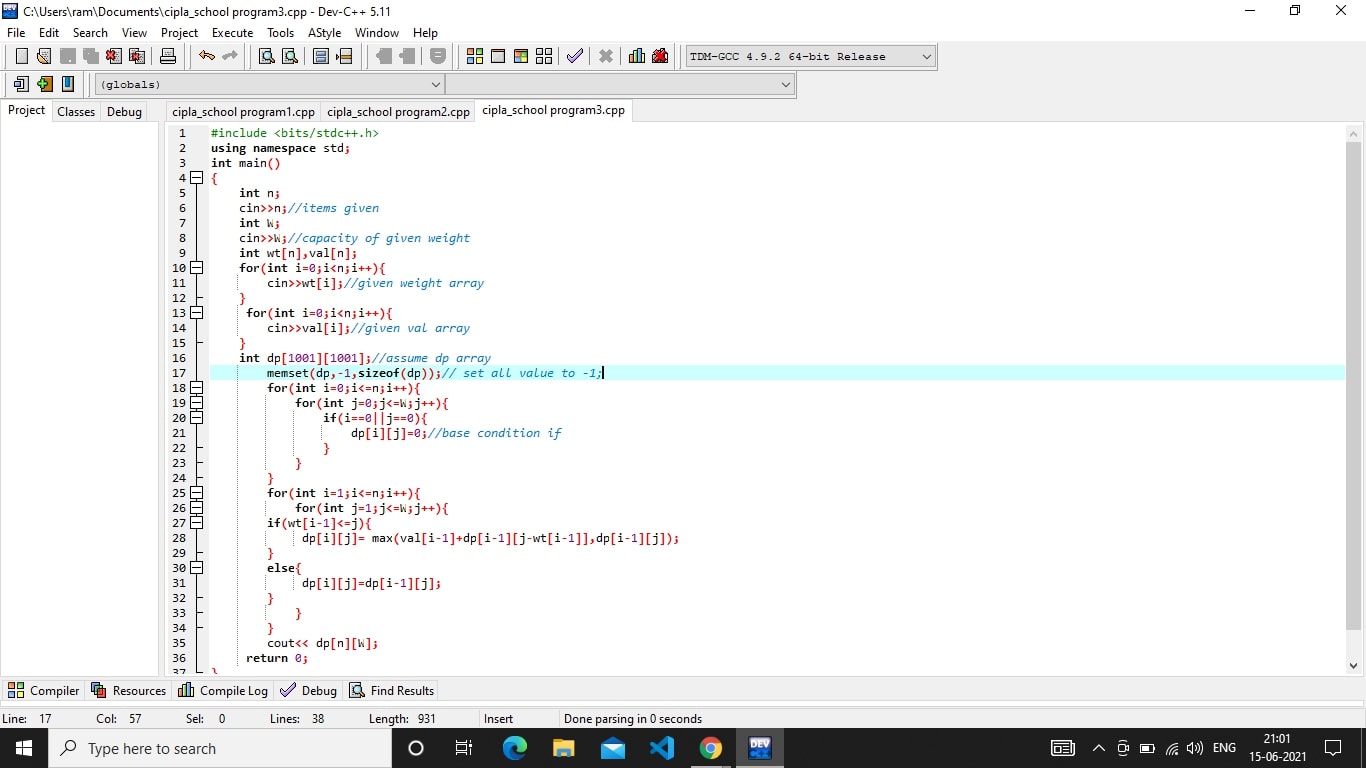 C:\Users\ram\Documents\cipla_school program3.cpp - Dev-C++ 5.11
File Edit Search View Project Execute Tools AStyle Window Help
TDM-GCC 4.9.2 64-bit Release
(globals)
Project Classes Debug cipla_school program1.cpp cipla_school program2.cpp cipla_school program3.cpp
1 #include <bits/stdc++.h>
2 using namespace std;
3 int main()
4 {
5 int n;
6 cin>>n;//items given
7 int W;
8 cin>>W;//capacity of given weight
9 int wt[n],val[n];
10 for(int i=0;i<n;i++){
11 cin>>wt[i];//given weight array
12 }
13 for(int i=0;i<n;i++){
14 cin>>val[i];//given val array
15 }
16 int dp[1001][1001];//assume dp array
17 memset(dp,-1,sizeof(dp));// set all value to -1;
18 for(int i=0;i<=n;i++){
19 for(int j=0;j<=W;j++){
20 if(i==0||j==0){
21 dp[i][j]=0;//base condition if
22 }
23 }
24 }
25 for(int i=1;i<=n;i++){
26 for(int j=1;j<=W;j++){
27 if(wt[i-1]<=j){
28 dp[i][j]= max(val[i-1]+dp[i-1][j-wt[i-1]],dp[i-1][j]);
29 }
30 else{
31 dp[i][j]=dp[i-1][j];
32 }
33 }
34 }
35 cout<< dp[n][W];
36 return 0;
37 }
Compiler Resources Compile Log Debug Find Results
Line: 17 Col: 57 Sel: 0 Lines: 38 Length: 931 Insert Done parsing in 0 seconds
Type here to search
DEV
ENG
21:01
15-06-2021